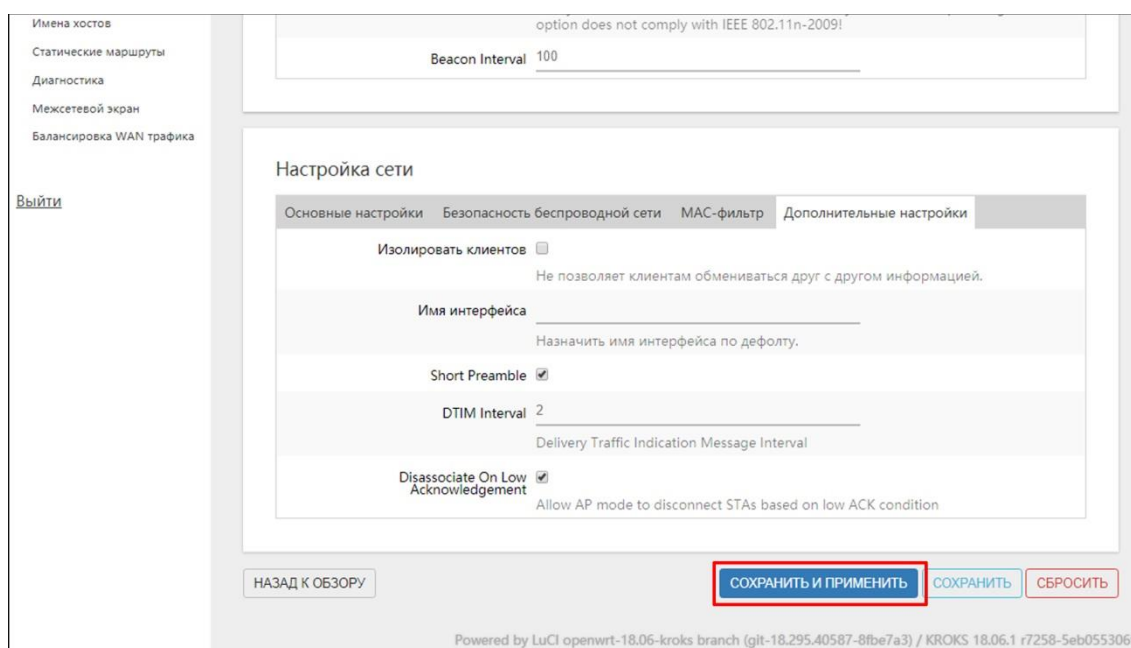 Имена хостов
Статические маршруты
Диагностика
Межсетевой экран
Балансировка WAN трафика
Выйти
option does not comply with IEEE 802.11n-2009!
Beacon Interval 100
Настройка сети
Основные настройки Безопасность беспроводной сети МАС-фильтр Дополнительные настройки
Изолировать клиентов
Не позволяет клиентам обмениваться друг с другом информацией.
Имя интерфейса
Назначить имя интерфейса по дефолту.
Short Preamble
DTIM Interval 2
Delivery Traffic Indication Message Interval
Disassociate On Low
Acknowledgement
Allow AP mode to disconnect STAs based on low ACK condition
НАЗАД К ОБЗОРУ СОХРАНИТЬ И ПРИМЕНИТЬ СОХРАНИТЬ СБРОСИТЬ
Powered by LuCI openwrt-18.06-kroks branch (git-18.295.40587-8fbe7a3) / KROKS 18.06.1 r7258-5eb055306